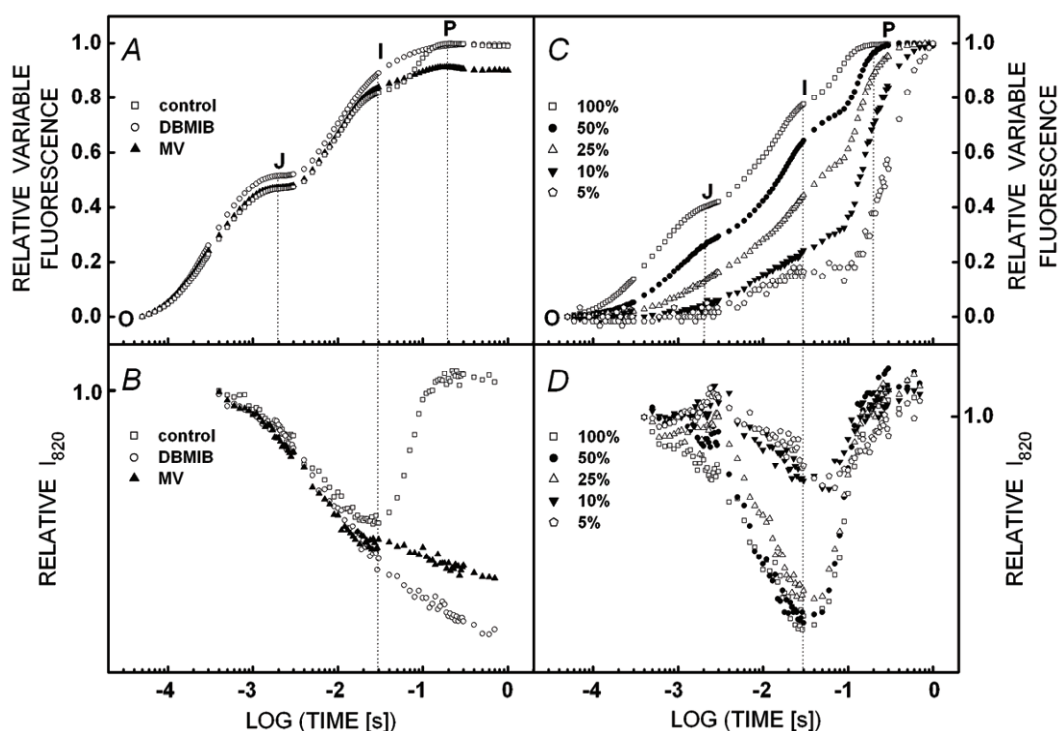 A
C
1.0
0.8
0.6
0.4
0.2
0.0
RELATIVE VARIABLE
FLUORESCENCE
control
DBMIB
MV
O
J
I
P
100%
50%
25%
10%
5%
O
J
I
P
1.0
0.8
0.6
0.4
0.2
0.0
RELATIVE VARIABLE
FLUORESCENCE
B
1.0
RELATIVE I820
control
DBMIB
MV
D
100%
50%
25%
10%
5%
1.0
RELATIVE I820
-4 -3 -2 -1 -0
LOG (TIME [s])
-4 -3 -2 -1 0
LOG (TIME [s])